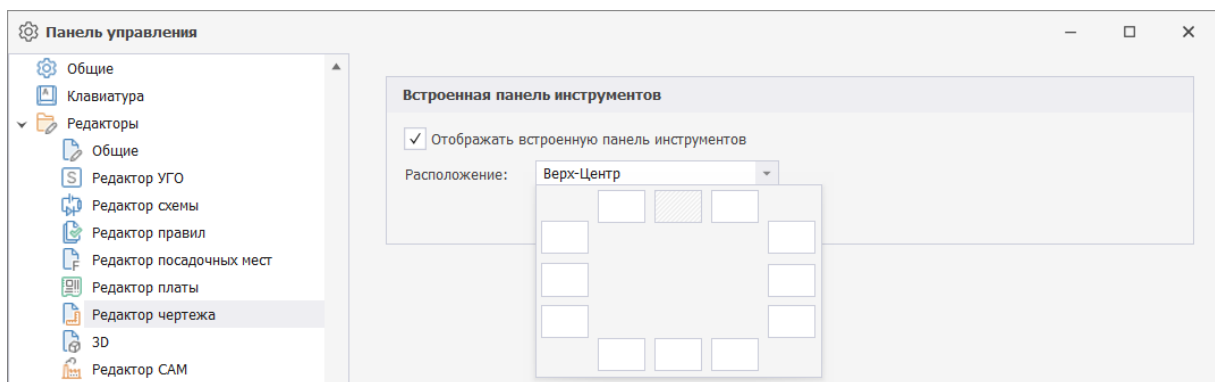 Панель управления
Общие
Клавиатура
Редакторы
Общие
S Редактор УГО
Редактор схемы
Редактор правил
F Редактор посадочных мест
Редактор платы
Редактор чертежа
3D
Редактор CAM
Встроенная панель инструментов
Отображать встроенную панель инструментов
Расположение: Верх-Центр